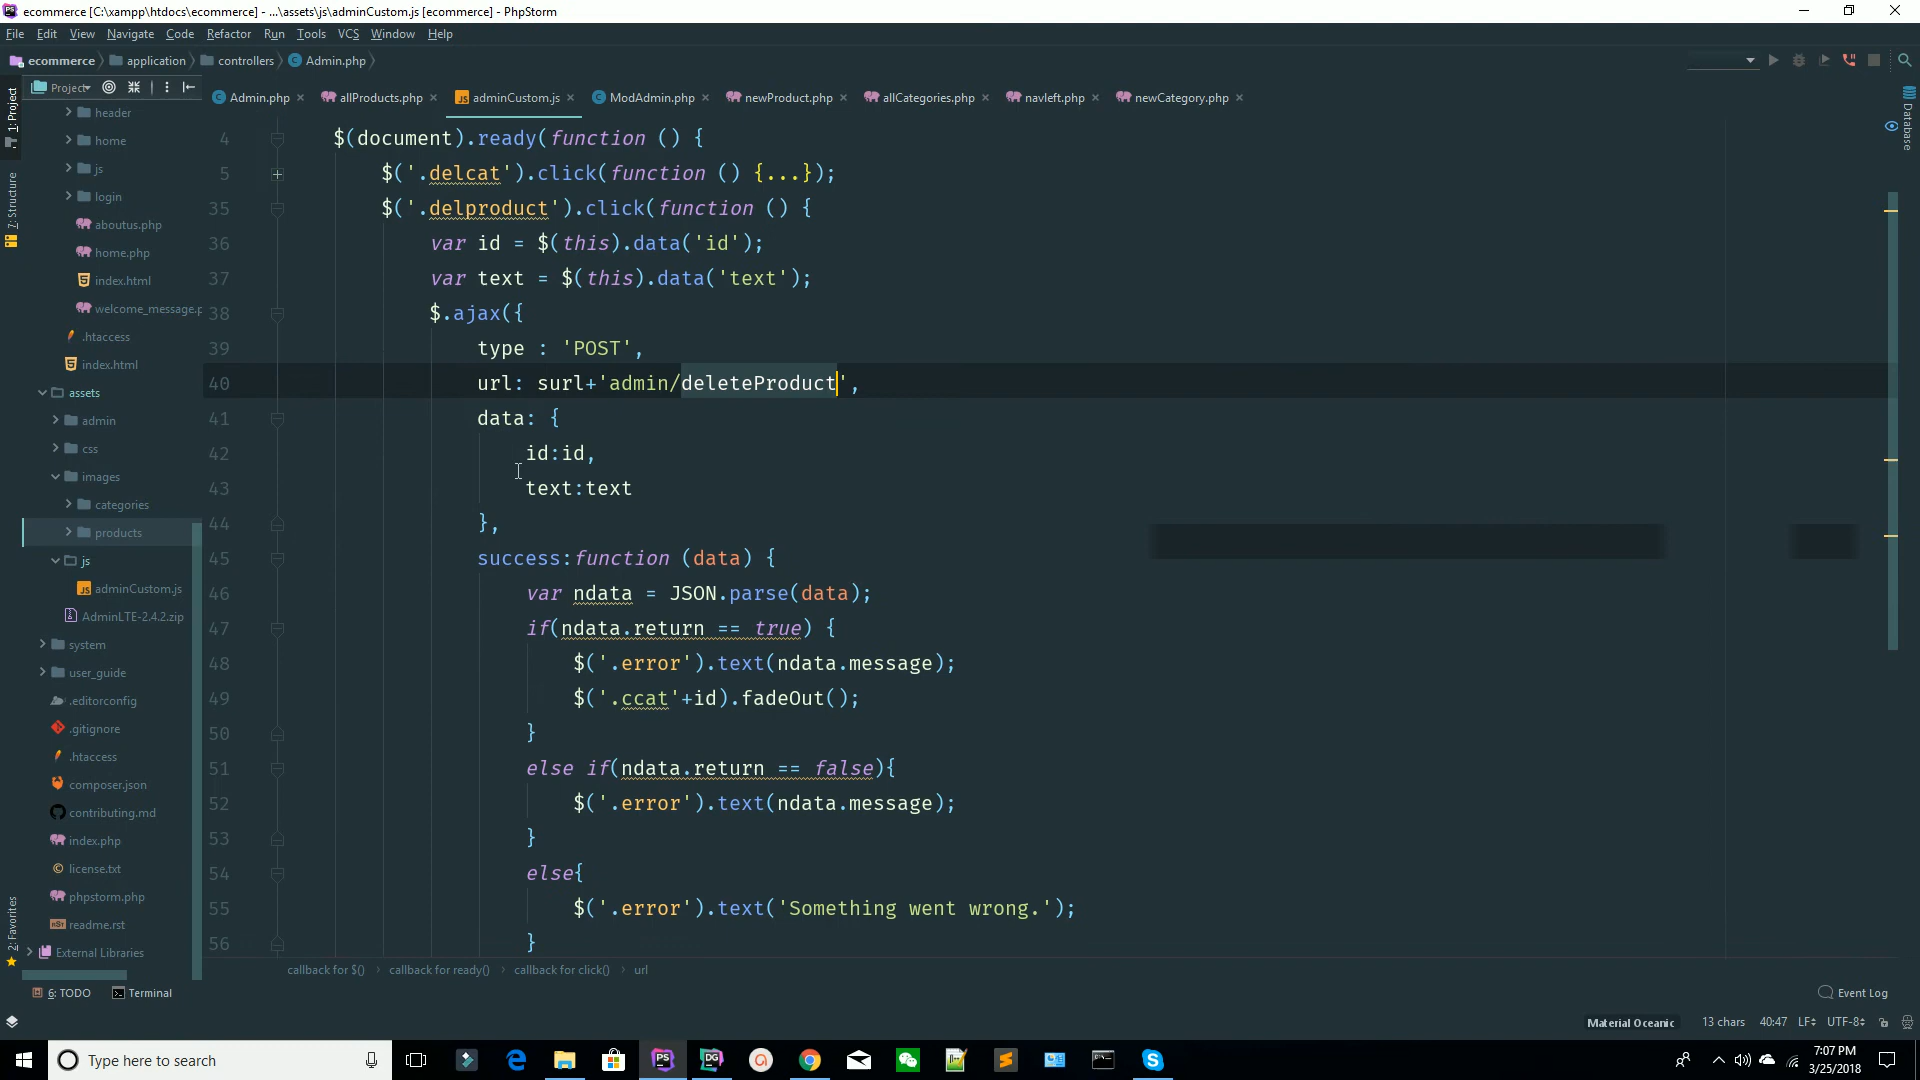 ecommerce [C:\xampp\htdocs\ecommerce] - ...\assets\js\adminCustom.js [ecommerce] - PhpStorm
File Edit View Navigate Code Refactor Run Tools VCS Window Help
ecommerce application controllers Admin.php
Project
Admin.php allProducts.php adminCustom.js ModAdmin.php newProduct.php allCategories.php navleft.php newCategory.php
1: Project
7: Structure
2: Favorites
Database
header
home
js
login
aboutus.php
home.php
index.html
welcome_message.p
.htaccess
index.html
assets
admin
css
images
categories
products
js
adminCustom.js
AdminLTE-2.4.2.zip
system
user_guide
.editorconfig
.gitignore
.htaccess
composer.json
contributing.md
index.php
license.txt
phpstorm.php
readme.rst
External Libraries
4 $(document).ready(function () {
5 $('.delcat').click(function () {...});
35 $('.delproduct').click(function () {
36 var id = $(this).data('id');
37 var text = $(this).data('text');
38 $.ajax({
39 type : 'POST',
40 url: surl+'admin/deleteProduct',
41 data: {
42 id:id,
43 text:text
44 },
45 success:function (data) {
46 var ndata = JSON.parse(data);
47 if(ndata.return == true) {
48 $('.error').text(ndata.message);
49 $('.ccat'+id).fadeOut();
50 }
51 else if(ndata.return == false){
52 $('.error').text(ndata.message);
53 }
54 else{
55 $('.error').text('Something went wrong.');
56 }
callback for $() callback for ready() callback for click() url
6: TODO Terminal Event Log
Material Oceanic 13 chars 40:47 LF UTF-8
Type here to search
7:07 PM
3/25/2018